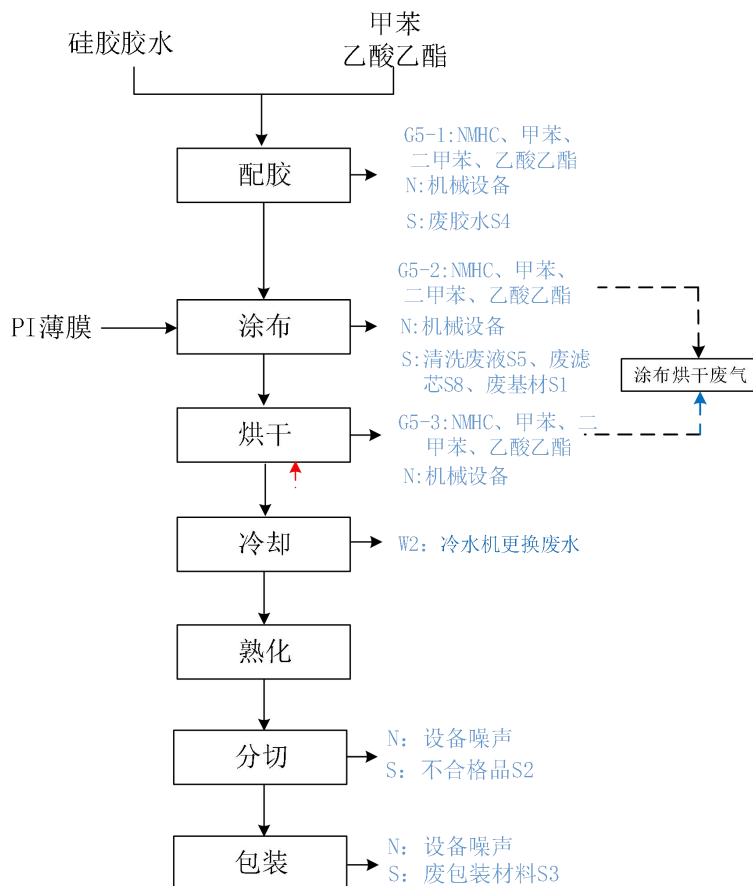 硅胶胶水
甲苯
乙酸乙酯
G5-1:NMHC、甲苯、
二甲苯、乙酸乙酯
配胶
N:机械设备
S:废胶水S4
G5-2:NMHC、甲苯、
二甲苯、乙酸乙酯
PI薄膜
涂布
N:机械设备
S:清洗废液S5、废滤
芯S8、废基材S1
涂布烘干废气
烘干
G5-3:NMHC、甲苯、二
甲苯、乙酸乙酯
N:机械设备
冷却
W2：冷水机更换废水
熟化
分切
N：设备噪声
S：不合格品S2
包装
N：设备噪声
S：废包装材料S3